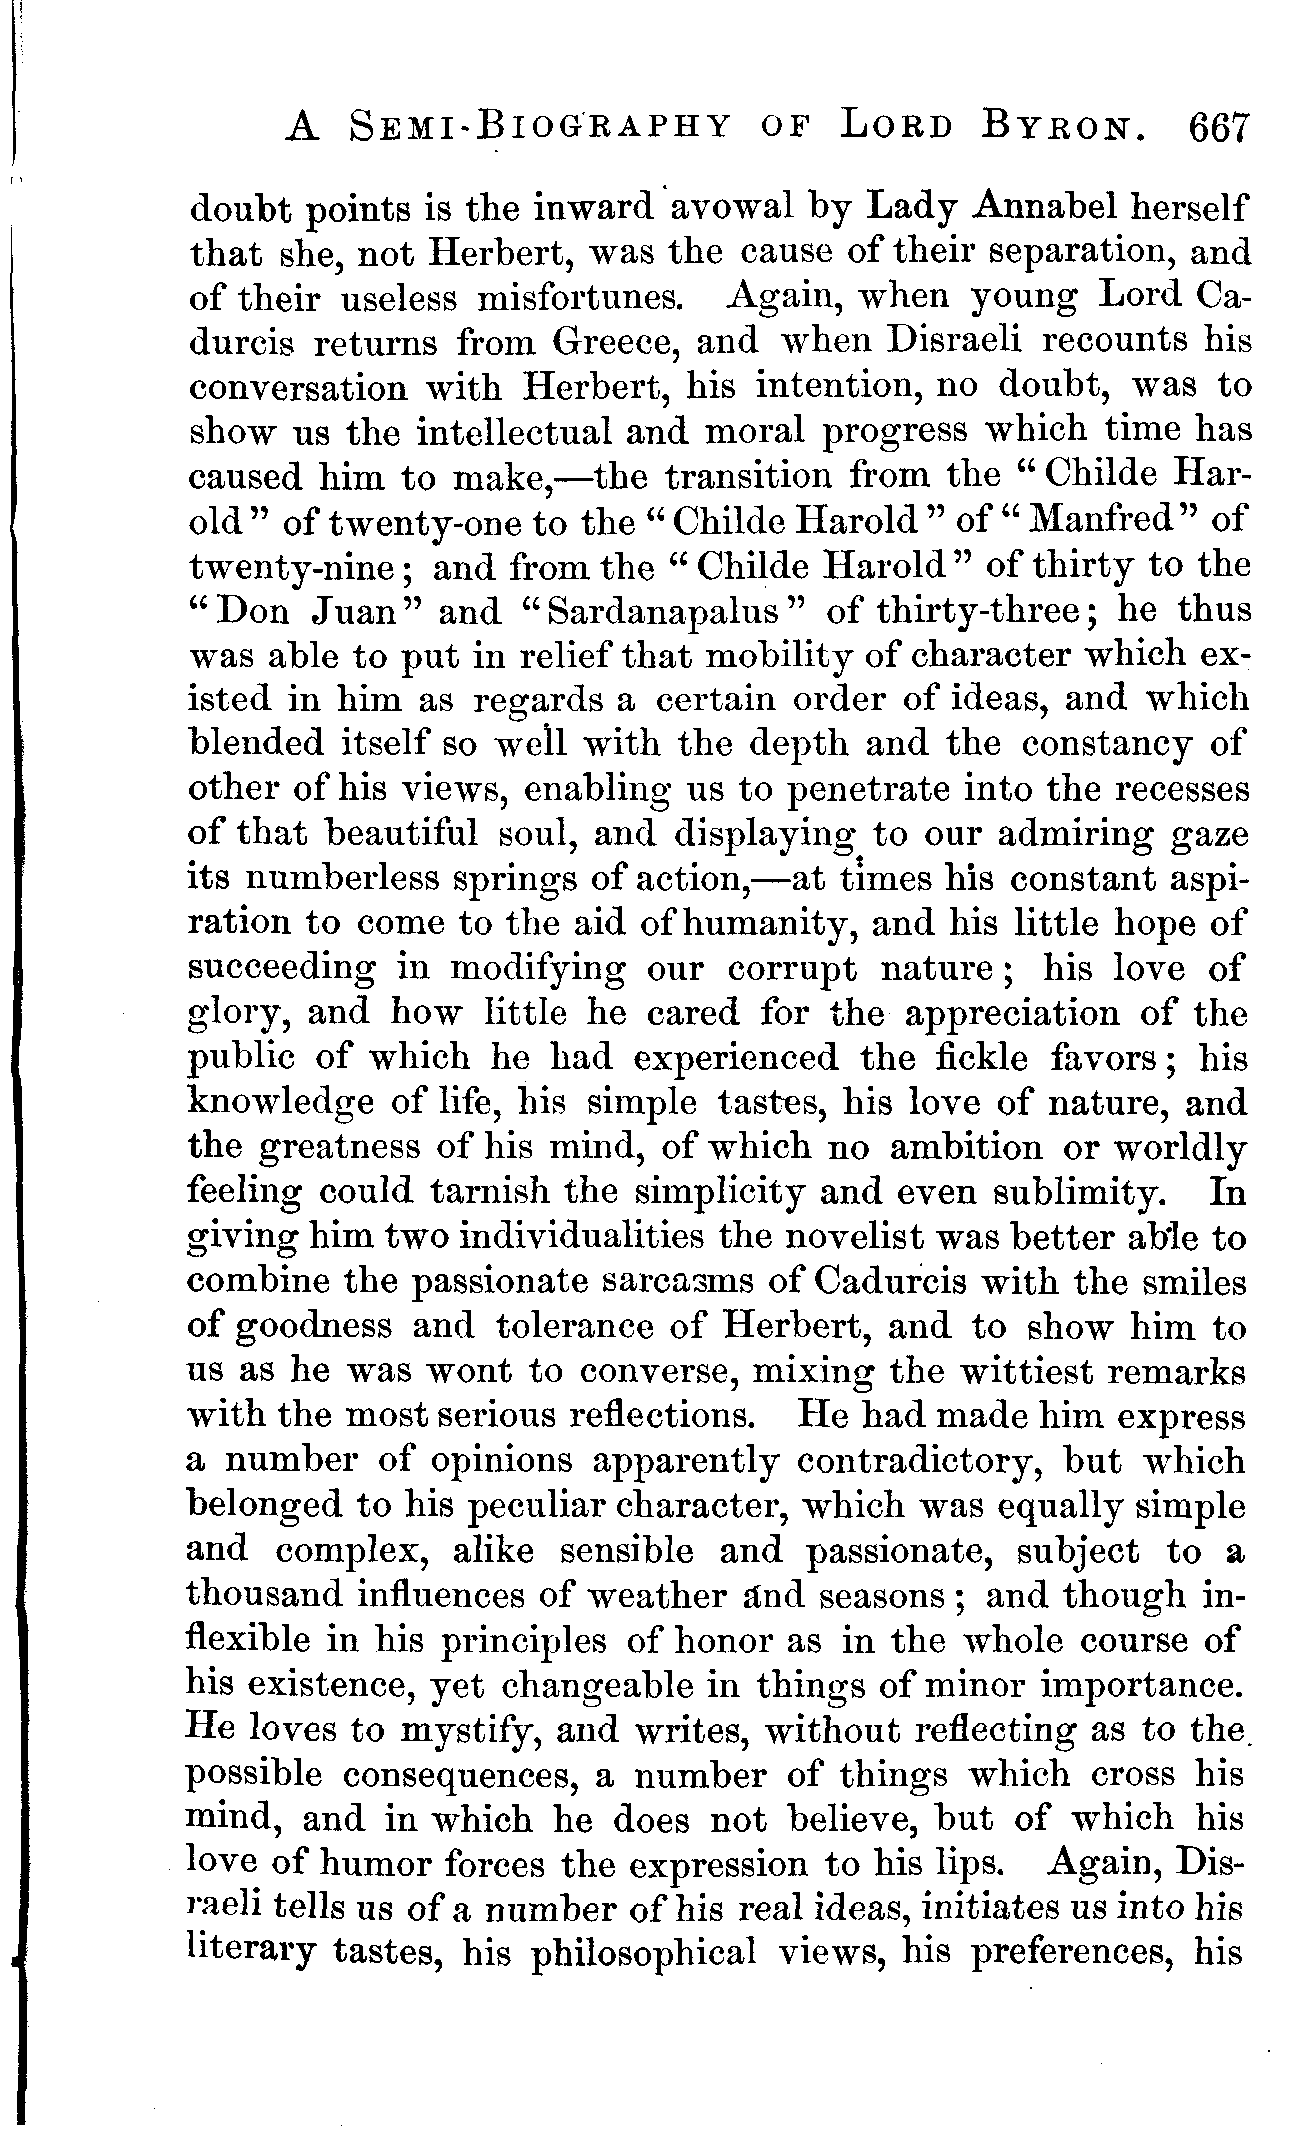 A Semi-Biography of Lord Byron. 667
doubt points is the inward avowal by Lady Annabel herself
that she, not Herbert, was the cause of their separation, and
of their useless misfortunes. Again, when young Lord Ca-
durcis returns from Greece, and when Disraeli recounts his
conversation with Herbert, his intention, no doubt, was to
show us the intellectual and moral progress which time has
caused him to make,—the transition from the "Childe Har-
old" of twenty-one to the "Childe Harold" of "Manfred" of
twenty-nine; and from the "Childe Harold" of thirty to the
"Don Juan" and "Sardanapalus" of thirty-three; he thus
was able to put in relief that mobility of character which ex-
isted in him as regards a certain order of ideas, and which
blended itself so well with the depth and the constancy of
other of his views, enabling us to penetrate into the recesses
of that beautiful soul, and displaying to our admiring gaze
its numberless springs of action,—at times his constant aspi-
ration to come to the aid of humanity, and his little hope of
succeeding in modifying our corrupt nature; his love of
glory, and how little he cared for the appreciation of the
public of which he had experienced the fickle favors; his
knowledge of life, his simple tastes, his love of nature, and
the greatness of his mind, of which no ambition or worldly
feeling could tarnish the simplicity and even sublimity. In
giving him two individualities the novelist was better able to
combine the passionate sarcasms of Cadurcis with the smiles
of goodness and tolerance of Herbert, and to show him to
us as he was wont to converse, mixing the wittiest remarks
with the most serious reflections. He had made him express
a number of opinions apparently contradictory, but which
belonged to his peculiar character, which was equally simple
and complex, alike sensible and passionate, subject to a
thousand influences of weather and seasons; and though in-
flexible in his principles of honor as in the whole course of
his existence, yet changeable in things of minor importance.
He loves to mystify, and writes, without reflecting as to the
possible consequences, a number of things which cross his
mind, and in which he does not believe, but of which his
love of humor forces the expression to his lips. Again, Dis-
raeli tells us of a number of his real ideas, initiates us into his
literary tastes, his philosophical views, his preferences, his